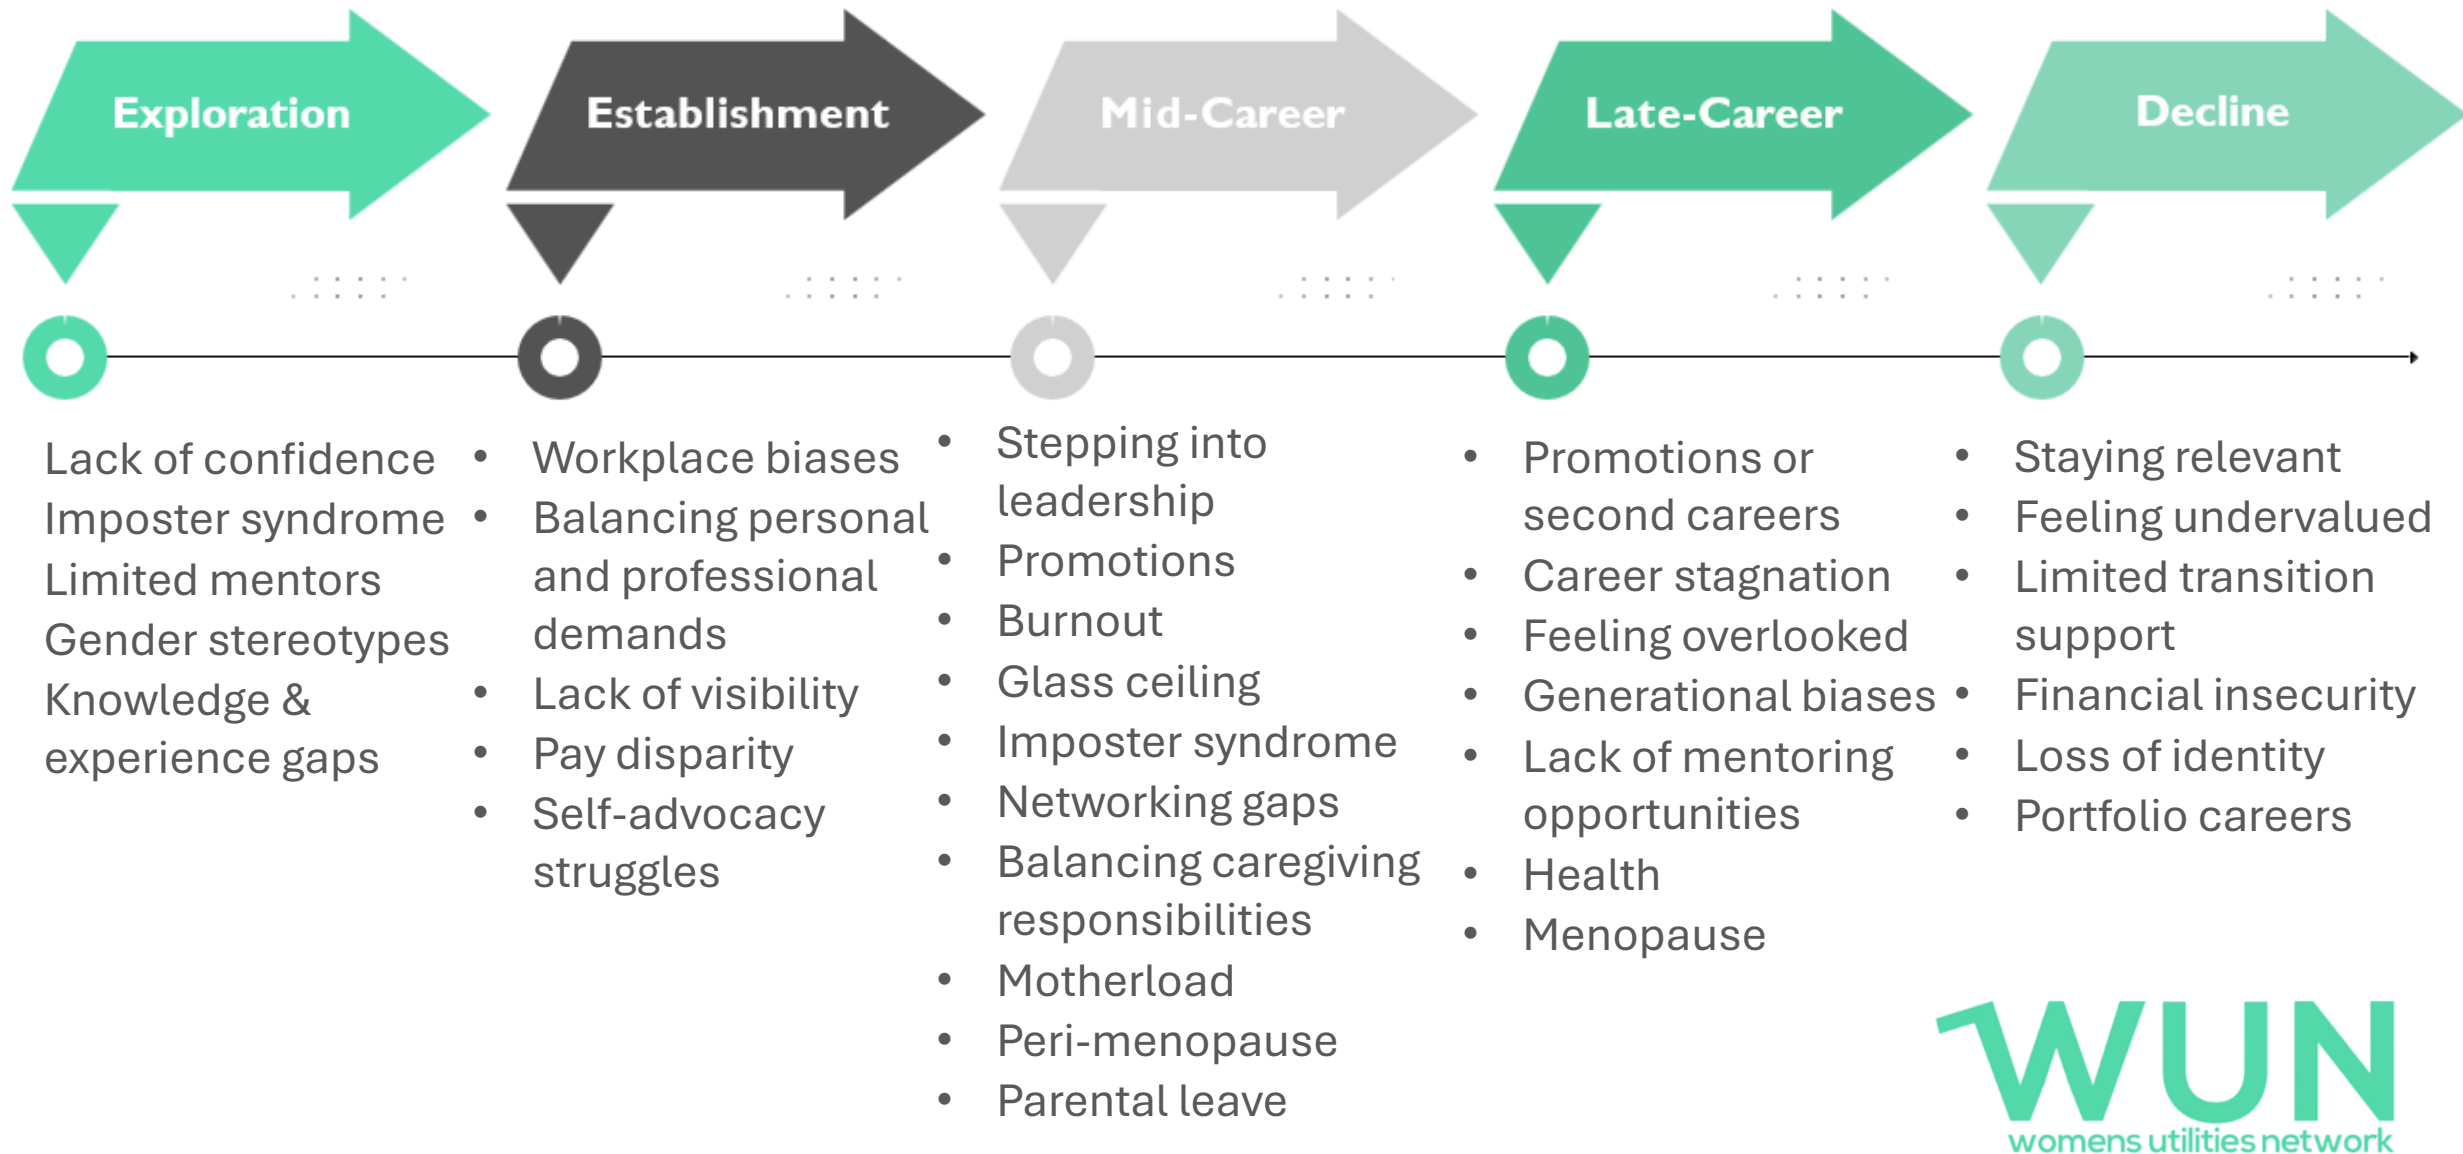 Exploration
Establishment
Mid-Career
Late-Career
Decline
Lack of confidence
Imposter syndrome
Limited mentors
Gender stereotypes
Knowledge &
experience gaps
• Workplace biases
• Balancing personal
and professional
demands
• Lack of visibility
• Pay disparity
• Self-advocacy
struggles
• Stepping into
leadership
• Promotions
• Burnout
• Glass ceiling
• Imposter syndrome
• Networking gaps
• Balancing caregiving
responsibilities
• Motherload
• Peri-menopause
• Parental leave
• Promotions or
second careers
• Career stagnation
• Feeling overlooked
• Generational biases
• Lack of mentoring
opportunities
• Health
• Menopause
• Staying relevant
• Feeling undervalued
• Limited transition
support
• Financial insecurity
• Loss of identity
• Portfolio careers
WUN
womens utilities network